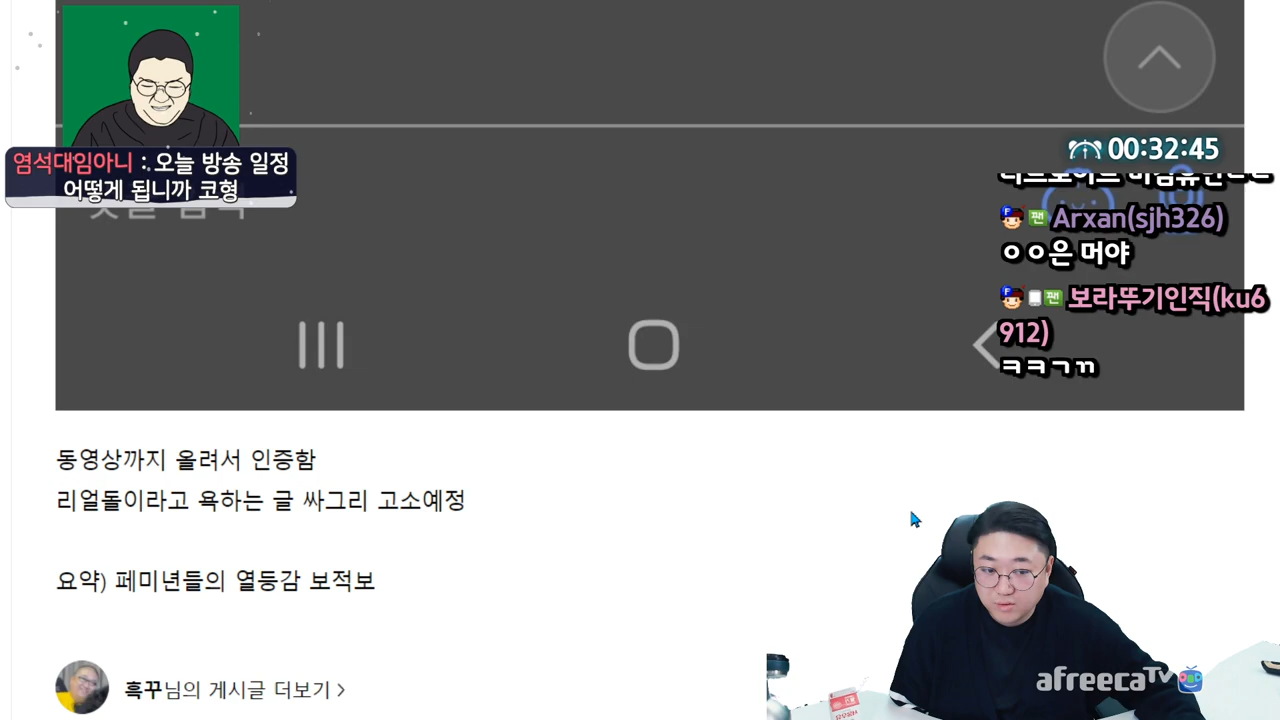 염석대임아니 : 오늘 방송 일정
어떻게 됩니까 코형
00:32:45
Arxan(sjh326)
ㅇㅇ은 머야
보라뚜기인직(ku6
912)
ㅋㅋㄱㄲ
동영상까지 올려서 인증함
리얼돌이라고 욕하는 글 싸그리 고소예정
요약) 페미년들의 열등감 보적보
흑꾸님의 게시글 더보기 >
afreecaTV